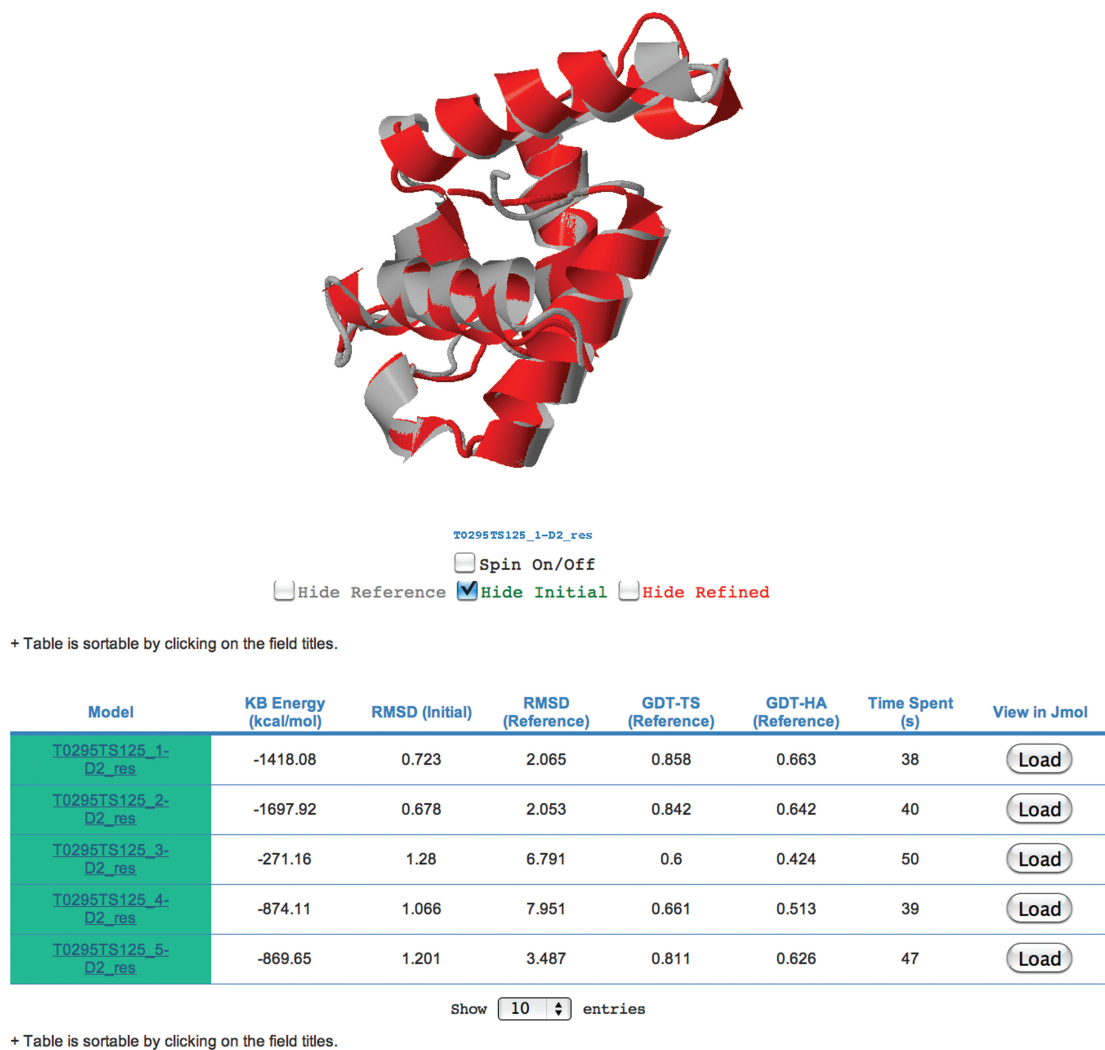 T0295TS125_1-D2_res
Spin On/Off
Hide Reference Hide Initial Hide Refined
+ Table is sortable by clicking on the field titles.
Model KB Energy (kcal/mol) RMSD (Initial) RMSD (Reference) GDT-TS (Reference) GDT-HA (Reference) Time Spent (s) View in Jmol
T0295TS125_1-D2_res -1418.08 0.723 2.065 0.858 0.663 38 Load
T0295TS125_2-D2_res -1697.92 0.678 2.053 0.842 0.642 40 Load
T0295TS125_3-D2_res -271.16 1.28 6.791 0.6 0.424 50 Load
T0295TS125_4-D2_res -874.11 1.066 7.951 0.661 0.513 39 Load
T0295TS125_5-D2_res -869.65 1.201 3.487 0.811 0.626 47 Load
Show 10 entries
+ Table is sortable by clicking on the field titles.